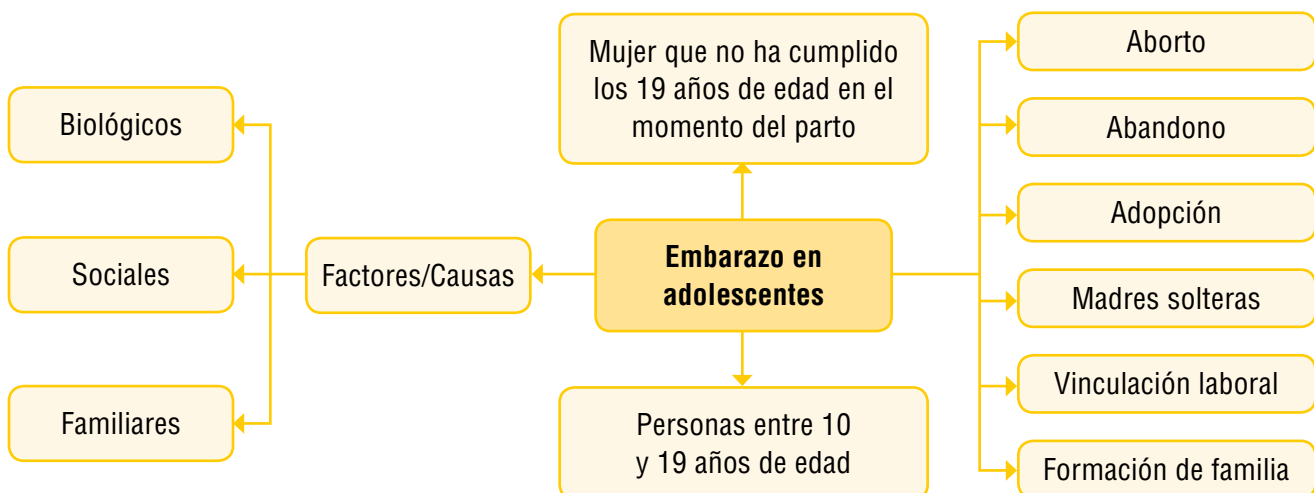 Biológicos
Sociales
Familiares
Factores/Causas
Mujer que no ha cumplido
los 19 años de edad en el
momento del parto
Embarazo en
adolescentes
Personas entre 10
y 19 años de edad
Aborto
Abandono
Adopción
Madres solteras
Vinculación laboral
Formación de familia